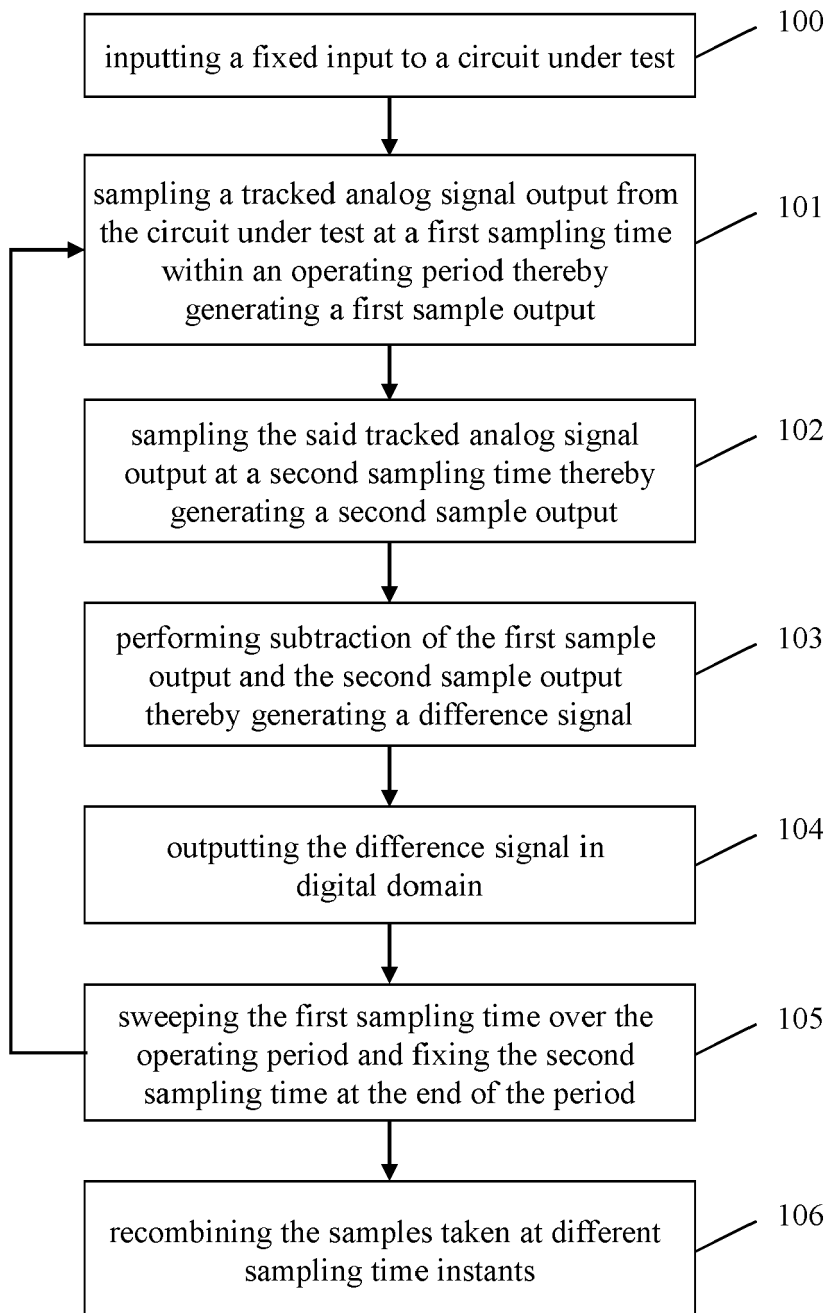 inputting a fixed input to a circuit under test
100
sampling a tracked analog signal output from
the circuit under test at a first sampling time
within an operating period thereby
generating a first sample output
101
sampling the said tracked analog signal
output at a second sampling time thereby
generating a second sample output
102
performing subtraction of the first sample
output and the second sample output
thereby generating a difference signal
103
outputting the difference signal in
digital domain
104
sweeping the first sampling time over the
operating period and fixing the second
sampling time at the end of the period
105
recombining the samples taken at different
sampling time instants
106